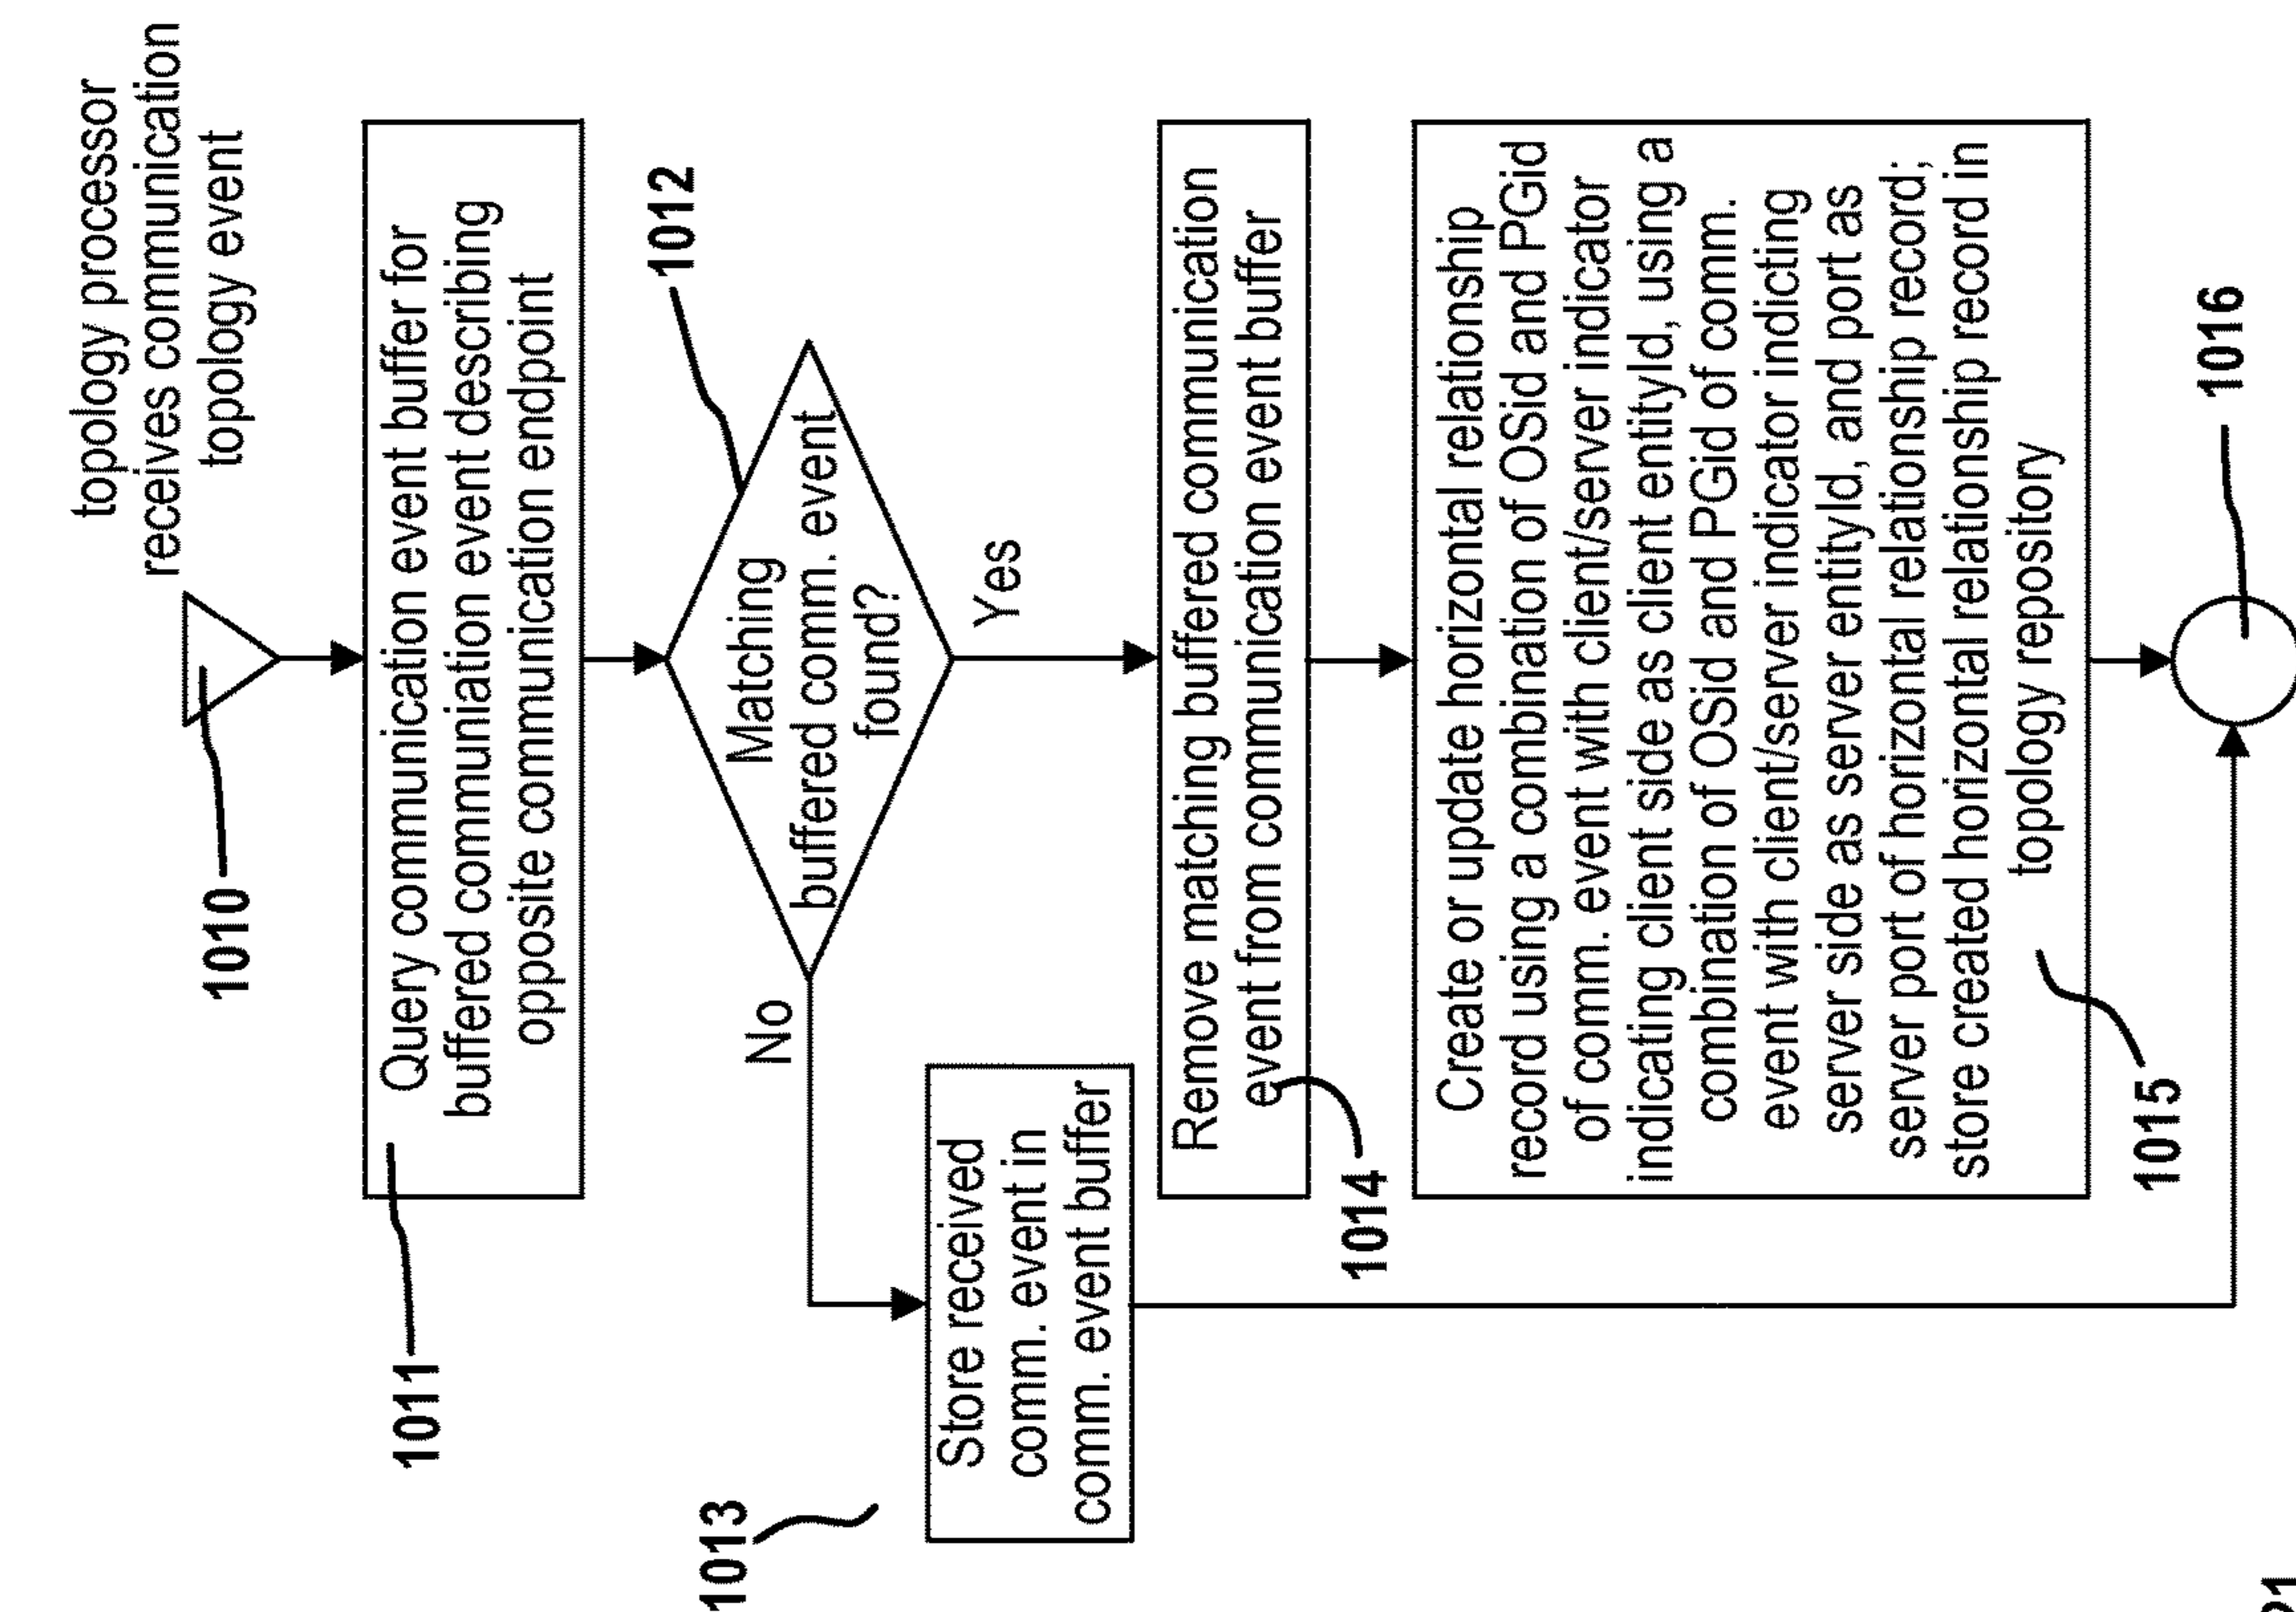 topology processor
receives communication
topology event
1010
Query communication event buffer for
buffered communiation event describing
opposite communication endpoint
1011
1012
Matching
buffered comm. event
found?
No
Yes
1013
Store received
comm. event in
comm. event buffer
Remove matching buffered communication
event from communication event buffer
1014
Create or update horizontal relationship
record using a combination of OSid and PGid
of comm. event with client/server indicator
indicating client side as client entityId, using a
combination of OSid and PGid of comm.
event with client/server indicator indicting
server side as server entityId, and port as
server port of horizontal relationship record;
store created horizontal relationship record in
topology repository
1015
1016